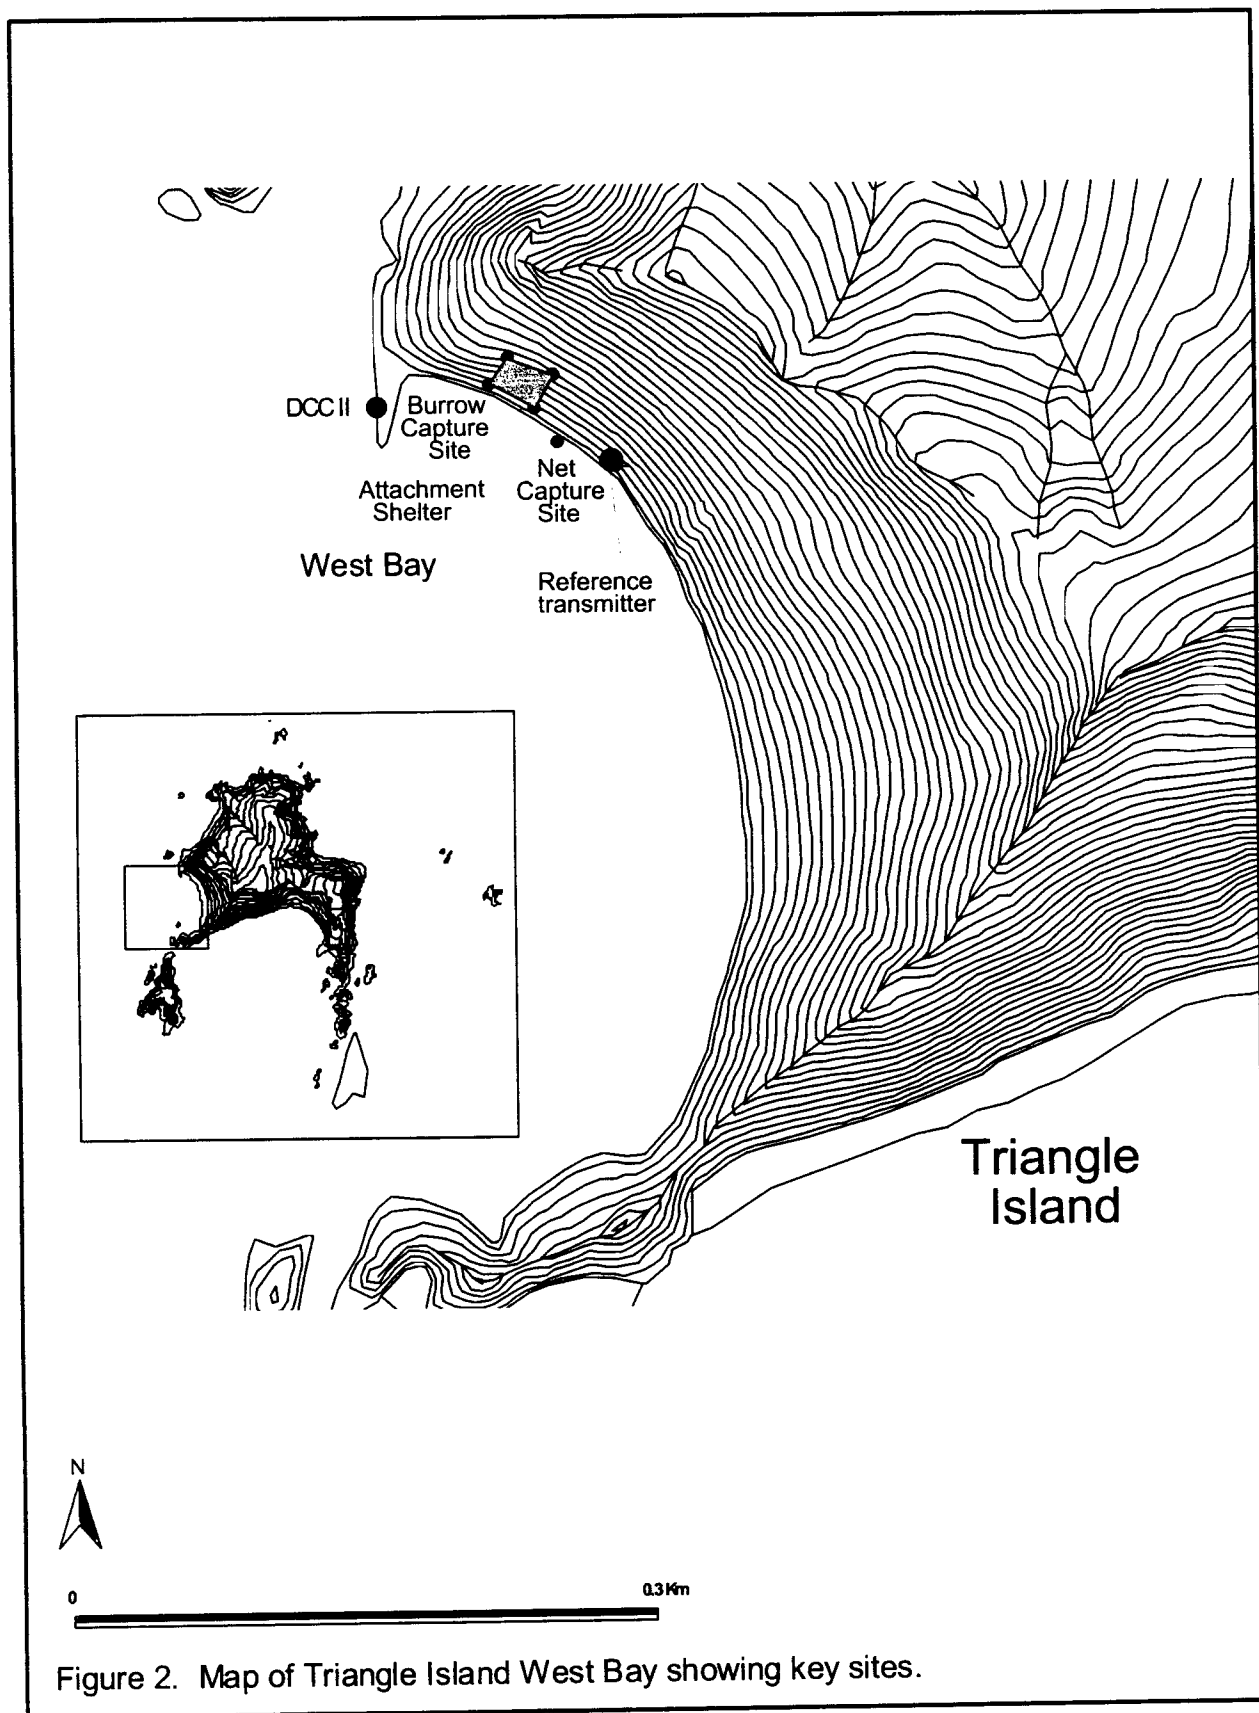 DCC II
Burrow
Capture
Site
Attachment
Shelter
Net
Capture
Site
West Bay
Reference
transmitter
Triangle
Island
N
0
0.3 Km
Figure 2. Map of Triangle Island West Bay showing key sites.